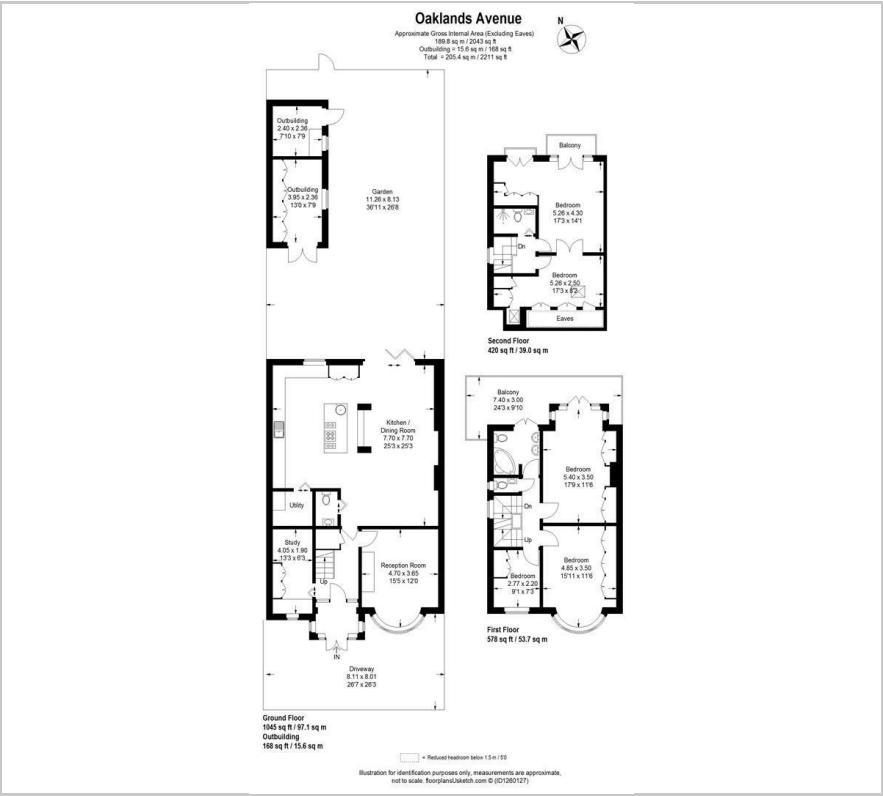 Oaklands Avenue
Approximate Gross Internal Area (Excluding Eaves)
189.8 sq m / 2043 sq ft
Outbuilding = 15.6 sq m / 168 sq ft
Total = 205.4 sq m / 2211 sq ft
N
Outbuilding
2.40 x 2.36
7'10 x 7'9
Outbuilding
3.95 x 2.36
13'0 x 7'9
Garden
11.26 x 8.13
36'11 x 26'8
Balcony
Bedroom
5.26 x 4.30
17'3 x 14'1
Dn
Bedroom
5.26 x 2.50
17'3 x 8'2
Eaves
Second Floor
420 sq ft / 39.0 sq m
Kitchen /
Dining Room
7.70 x 7.70
25'3 x 25'3
Utility
Study
4.05 x 1.90
13'3 x 6'3
Up
Reception Room
4.70 x 3.65
15'5 x 12'0
IN
Driveway
8.11 x 8.01
26'7 x 26'3
Ground Floor
1045 sq ft / 97.1 sq m
Outbuilding
168 sq ft / 15.6 sq m
Balcony
7.40 x 3.00
24'3 x 9'10
Bedroom
5.40 x 3.50
17'9 x 11'6
Dn
Up
Bedroom
4.85 x 3.50
15'11 x 11'6
Bedroom
2.77 x 2.20
9'1 x 7'3
First Floor
578 sq ft / 53.7 sq m
= Reduced headroom below 1.5 m / 5'0
Illustration for identification purposes only, measurements are approximate,
not to scale. floorplansUsketch.com © (ID1260127)